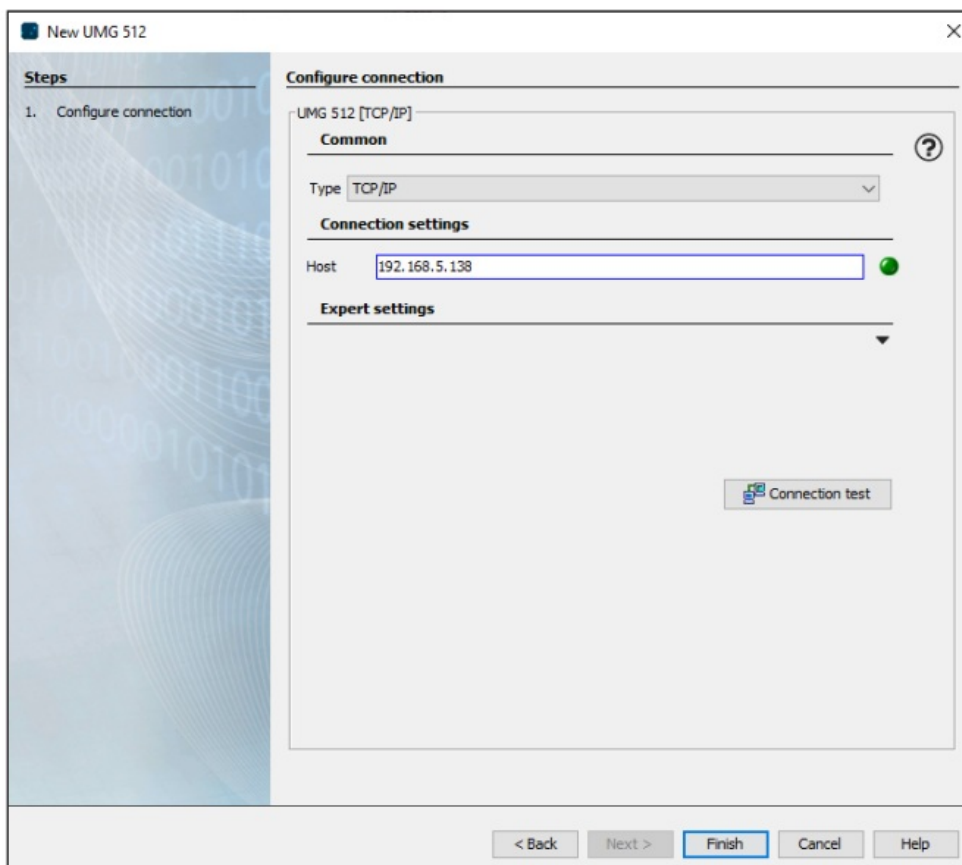 New UMG 512
Steps
1. Configure connection
Configure connection
UMG 512 [TCP/IP]
Common
Type TCP/IP
Connection settings
Host 192.168.5.138
Expert settings
Connection test
< Back Next > Finish Cancel Help